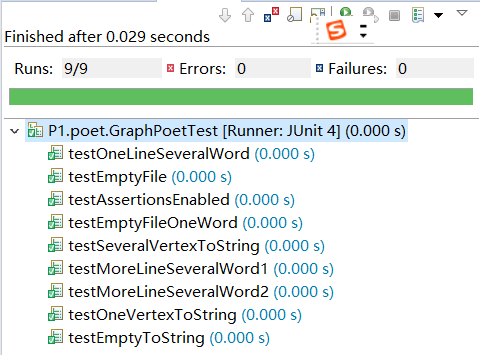 Finished after 0.029 seconds
Runs: 9/9 Errors: 0 Failures: 0
P1.poet.GraphPoetTest [Runner: JUnit 4] (0.000 s)
testOneLineSeveralWord (0.000 s)
testEmptyFile (0.000 s)
testAssertionsEnabled (0.000 s)
testEmptyFileOneWord (0.000 s)
testSeveralVertexToString (0.000 s)
testMoreLineSeveralWord1 (0.000 s)
testMoreLineSeveralWord2 (0.000 s)
testOneVertexToString (0.000 s)
testEmptyToString (0.000 s)